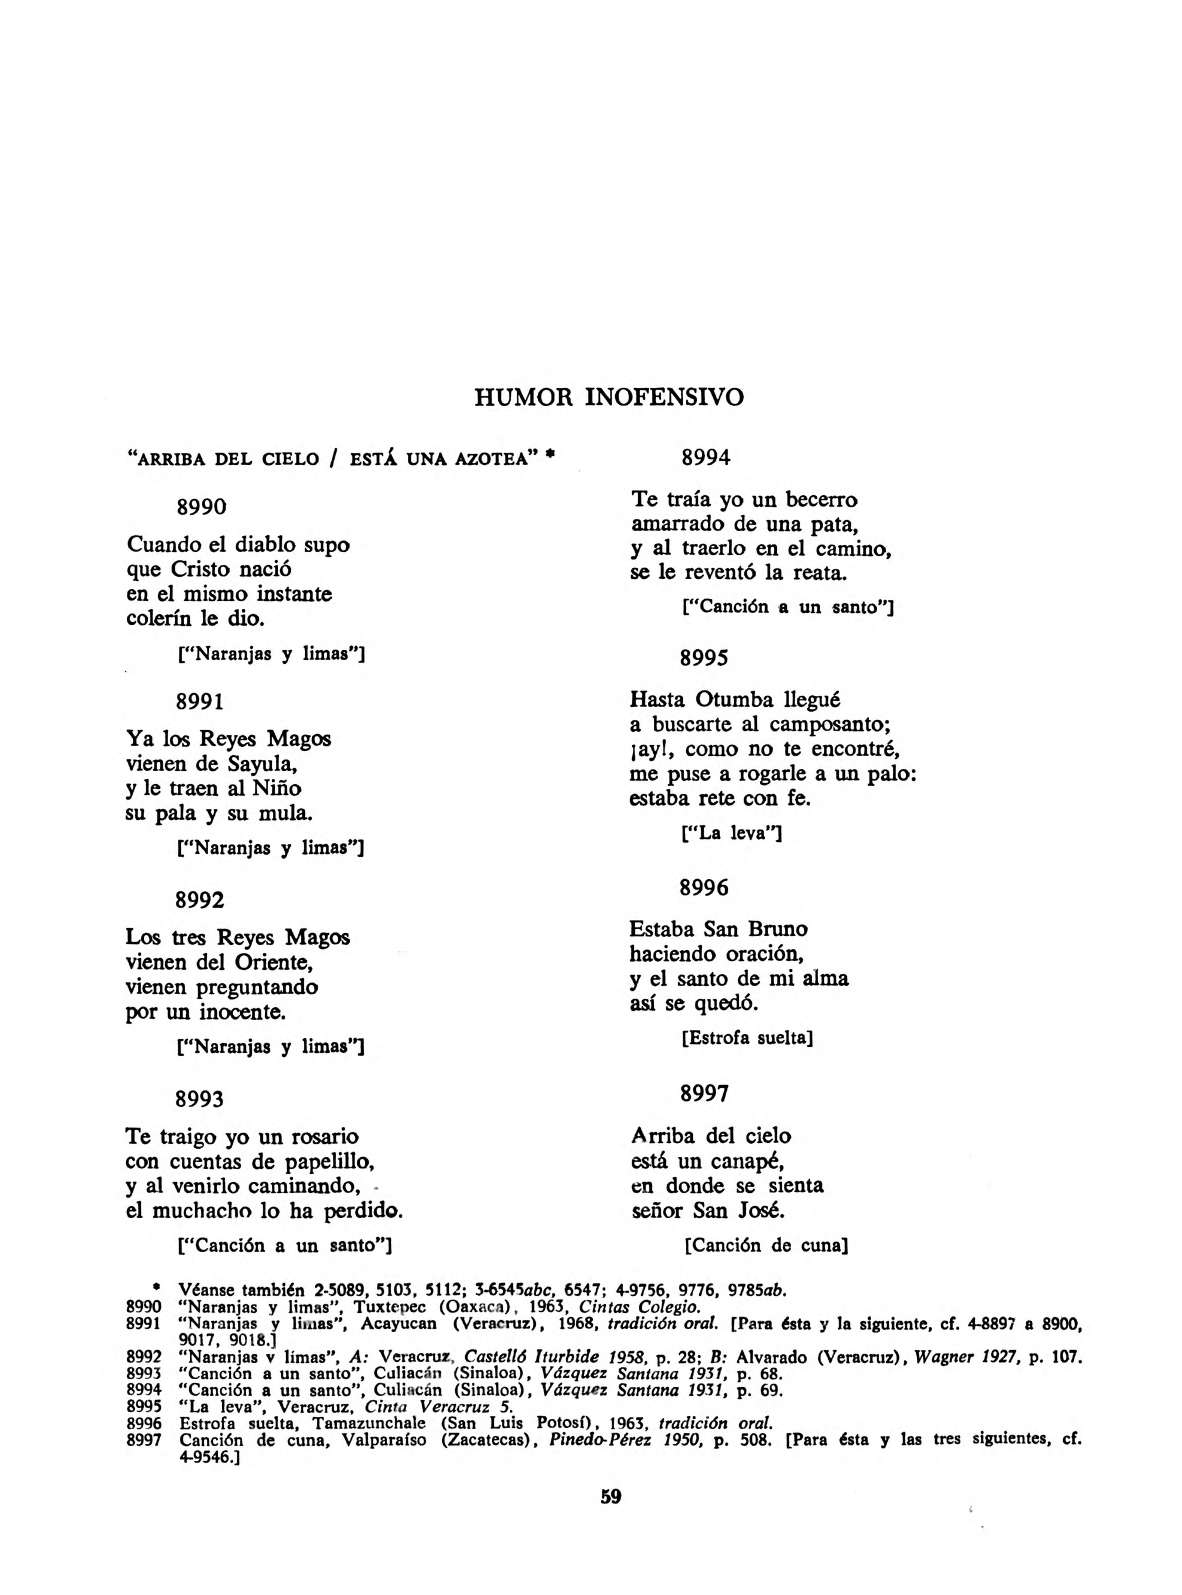 HUMOR INOFENSIVO
“ARRIBA DEL CIELO / ESTÁ UNA AZOTEA” *
8990
Cuando el diablo supo
que Cristo nació
en el mismo instante
colerín le dio.
[“Naranjas y limas”]
8991
Ya los Reyes Magos
vienen de Sayula,
y le traen al Niño
su pala y su mula.
[“Naranjas y limas”]
8992
Los tres Reyes Magos
vienen del Oriente,
vienen preguntando
por un inocente.
[“Naranjas y limas”]
8993
Te traigo yo un rosario
con cuentas de papelillo,
y al venirlo caminando,
el muchacho lo ha perdido.
[“Canción a un santo”]
8994
Te traía yo un becerro
amarrado de una pata,
y al traerlo en el camino,
se le reventó la reata.
[“Canción a un santo”]
8995
Hasta Otumba llegué
a buscarte al camposanto;
¡ay!, como no te encontré,
me puse a rogarle a un palo:
estaba rete con fe.
[“La leva”]
8996
Estaba San Bruno
haciendo oración,
y el santo de mi alma
así se quedó.
[Estrofa suelta]
8997
Arriba del cielo
está un canapé,
en donde se sienta
señor San José.
[Canción de cuna]
* Véanse también 2-5089, 5103, 5112; 3-6545abc, 6547; 4-9756, 9776, 9785ab.
8990 “Naranjas y limas”, Tuxtepec (Oaxaca), 1963, Cintas Colegio.
8991 “Naranjas y limas”, Acayucan (Veracruz), 1968, tradición oral. [Para ésta y la siguiente, cf. 4-8897 a 8900,
9017, 9018.]
8992 “Naranjas y limas”, A: Veracruz, Castelló Iturbide 1958, p. 28; B: Alvarado (Veracruz), Wagner 1927, p. 107.
8993 “Canción a un santo”, Culiacán (Sinaloa), Vázquez Santana 1931, p. 68.
8994 “Canción a un santo”, Culiacán (Sinaloa), Vázquez Santana 1931, p. 69.
8995 “La leva”, Veracruz, Cinta Veracruz 5.
8996 Estrofa suelta, Tamazunchale (San Luis Potosí), 1963, tradición oral.
8997 Canción de cuna, Valparaíso (Zacatecas), Pinedo-Pérez 1950, p. 508. [Para ésta y las tres siguientes, cf.
4-9546.]
59